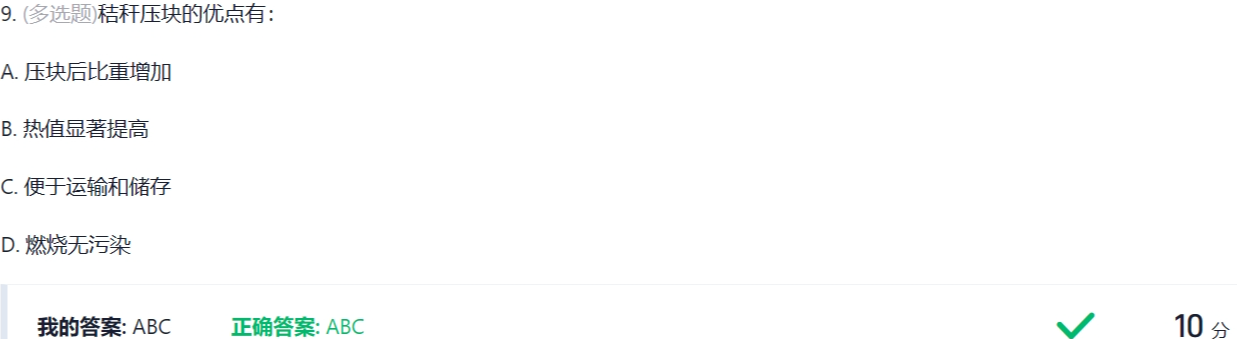 9. (多选题)秸秆压块的优点有：
A. 压块后比重增加
B. 热值显著提高
C. 便于运输和储存
D. 燃烧无污染
我的答案: ABC 正确答案: ABC 10 分